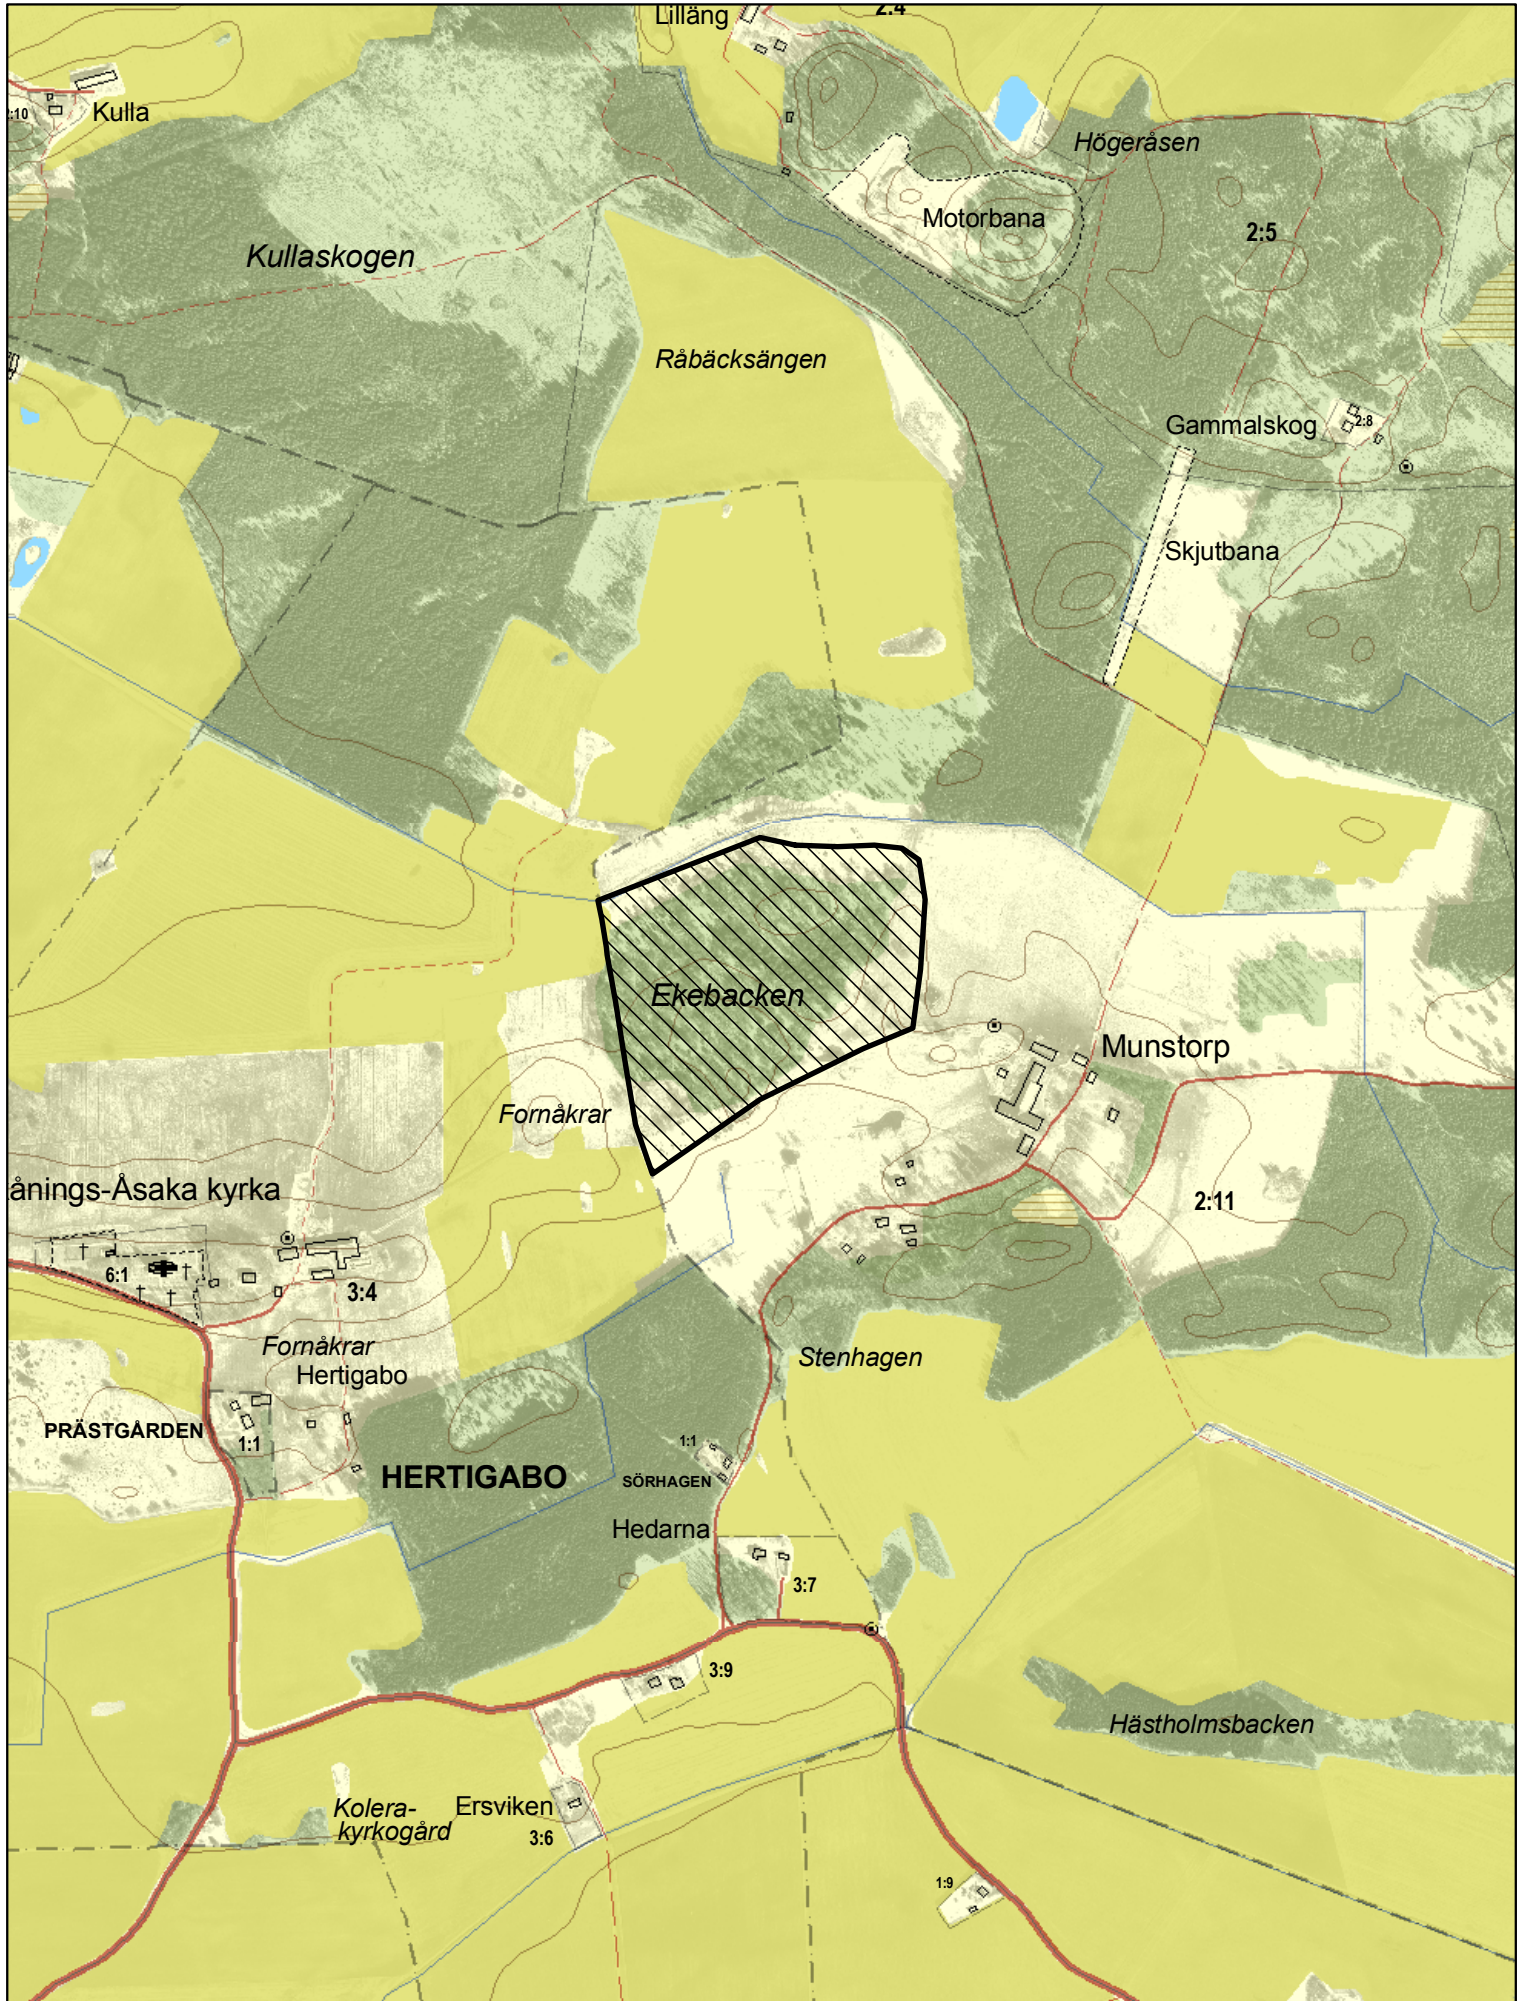 Lilläng
2:4
2:10
Kulla
Högeråsen
Motorbana
2:5
Kullaskogen
Råbäcksängen
Gammalskog
2:8
Skjutbana
Ekebacken
Munstorp
Fornåkrar
ånings-Åsaka kyrka
2:11
6:1
3:4
Fornåkrar
Hertigabo
Stenhagen
PRÄSTGÅRDEN
1:1
1:1
HERTIGABO
SÖRHAGEN
Hedarna
3:7
3:9
Hästholmsbacken
Kolera-
kyrkogård
Ersviken
3:6
1:9